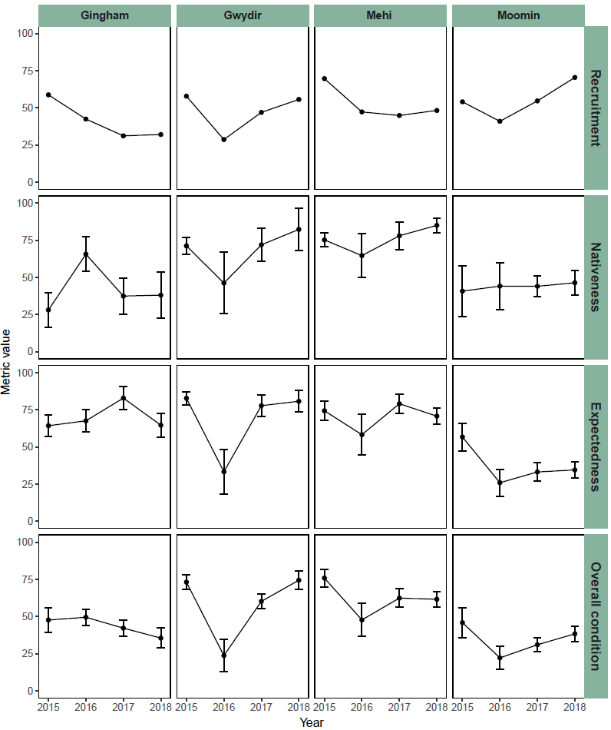 Gingham Gwydir Mehi Moomin
100
75
50
25
0
Recruitment
100
75
50
25
0
Nativeness
Metric value
100
75
50
25
0
Expectedness
100
75
50
25
0
Overall condition
2015 2016 2017 2018 2015 2016 2017 2018 2015 2016 2017 2018 2015 2016 2017 2018
Year